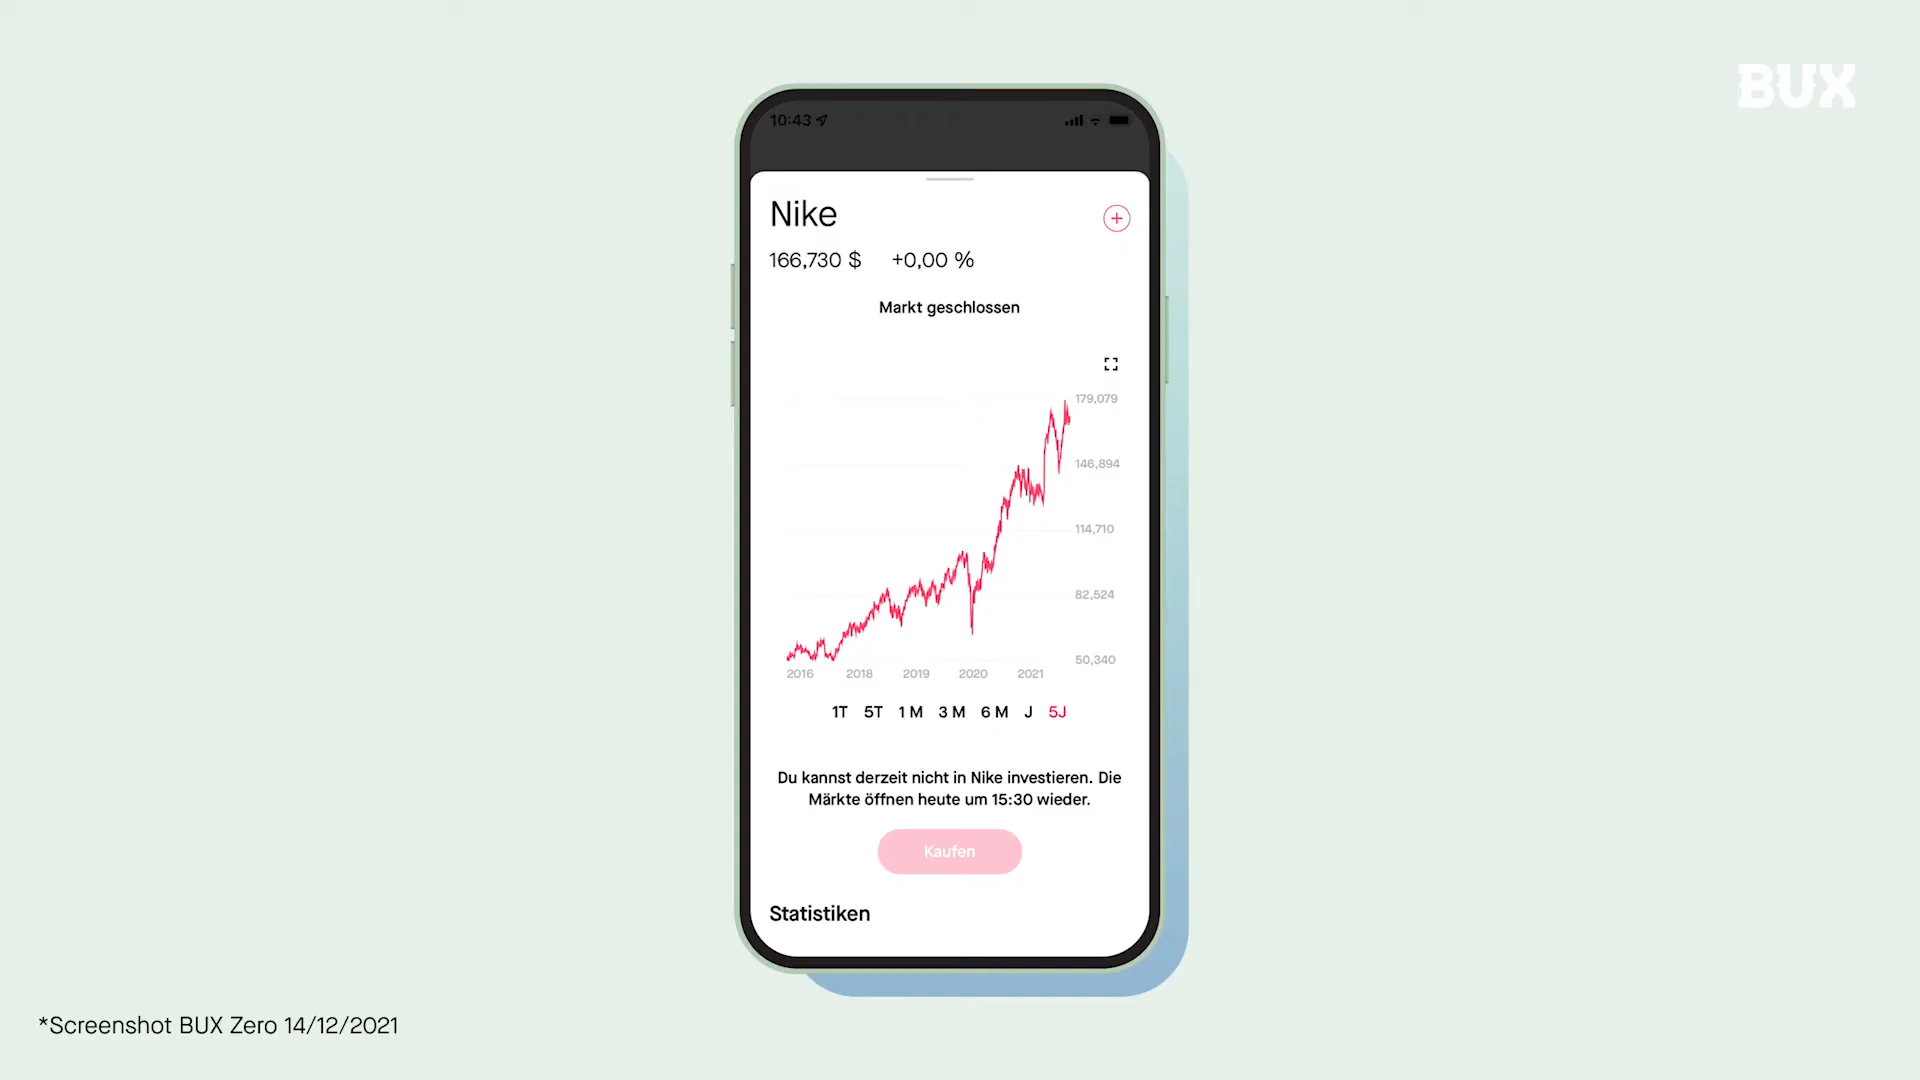 BUX
10:43
Nike
166,730 $ +0,00 %
Markt geschlossen
179,079
146,894
114,710
82,524
50,340
2016 2018 2019 2020 2021
1T 5T 1 M 3 M 6 M J 5J
Du kannst derzeit nicht in Nike investieren. Die
Märkte öffnen heute um 15:30 wieder.
Kaufen
Statistiken
*Screenshot BUX Zero 14/12/2021